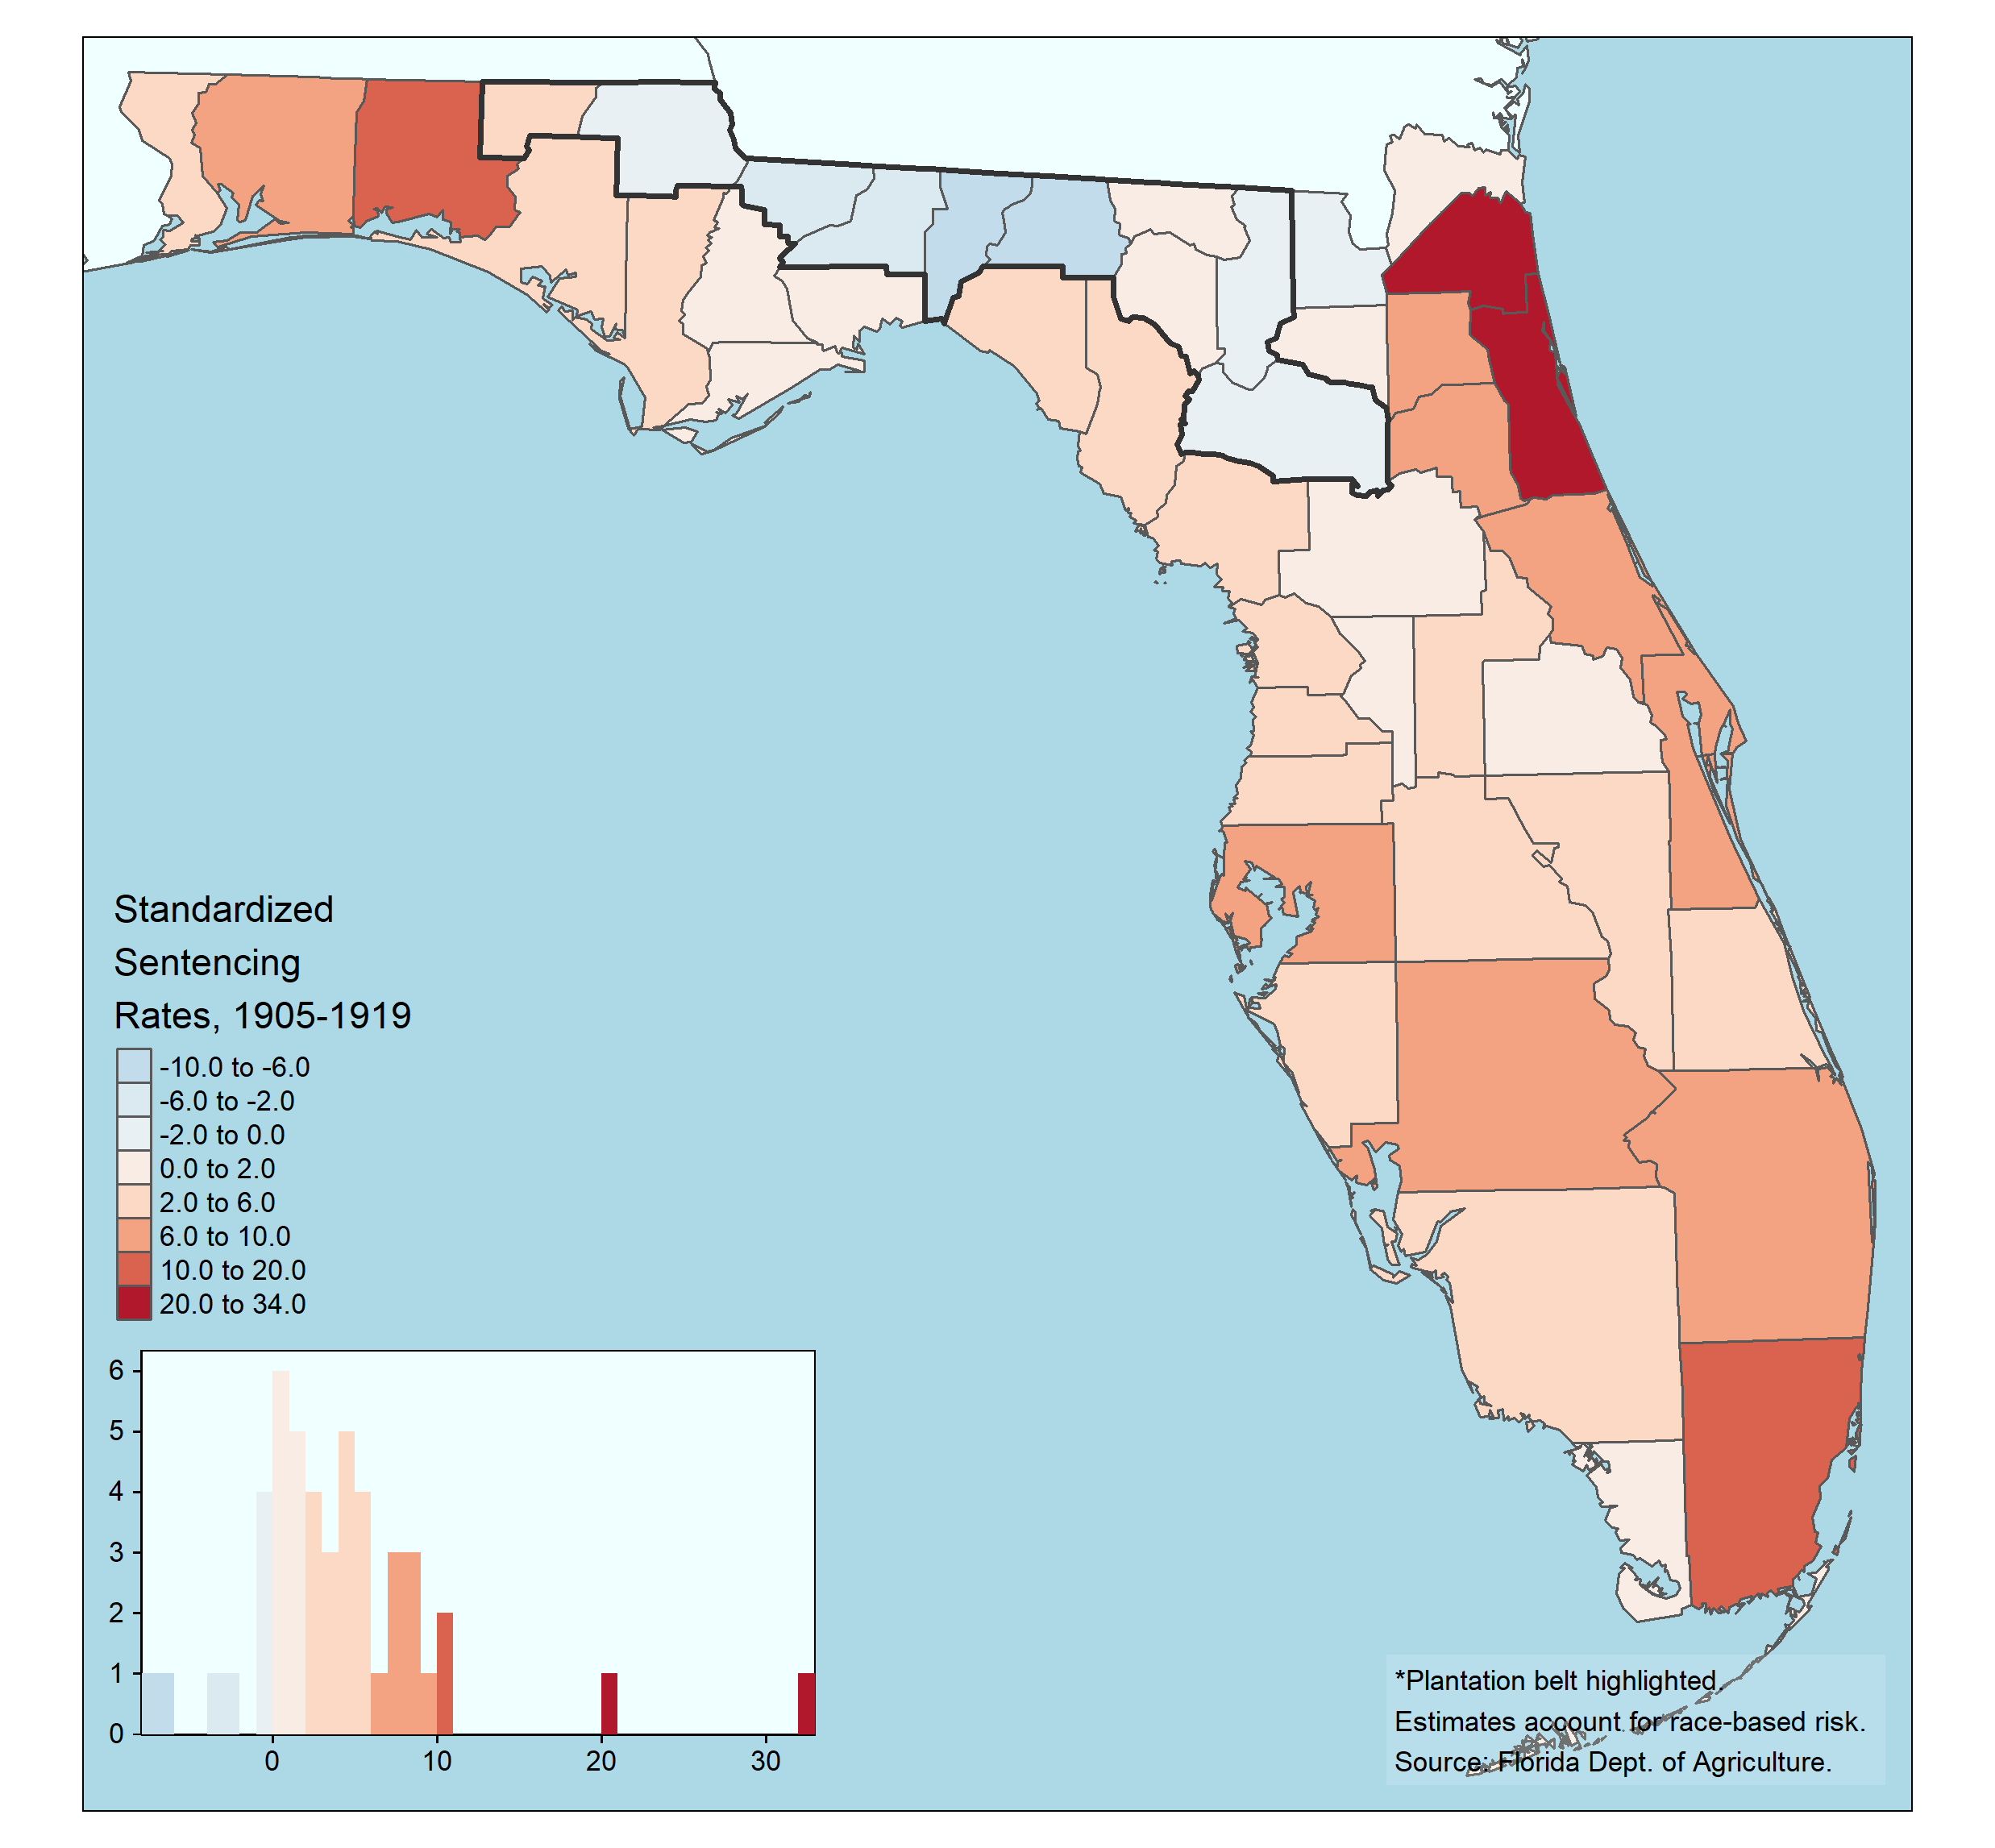 Standardized
Sentencing
Rates, 1905-1919
-10.0 to -6.0
-6.0 to -2.0
-2.0 to 0.0
0.0 to 2.0
2.0 to 6.0
6.0 to 10.0
10.0 to 20.0
20.0 to 34.0
6
5
4
3
2
1
0
0 10 20 30
*Plantation belt highlighted.
Estimates account for race-based risk.
Source: Florida Dept. of Agriculture.